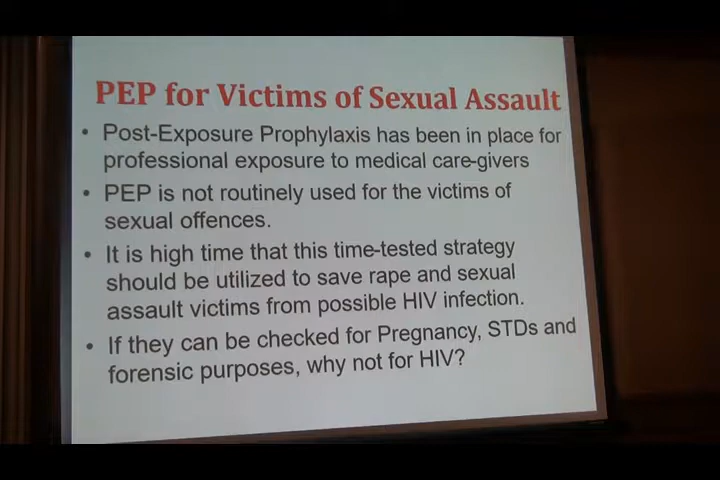 PEP for Victims of Sexual Assault
• Post-Exposure Prophylaxis has been in place for
professional exposure to medical care-givers
• PEP is not routinely used for the victims of
sexual offences.
• It is high time that this time-tested strategy
should be utilized to save rape and sexual
assault victims from possible HIV infection.
• If they can be checked for Pregnancy, STDs and
forensic purposes, why not for HIV?